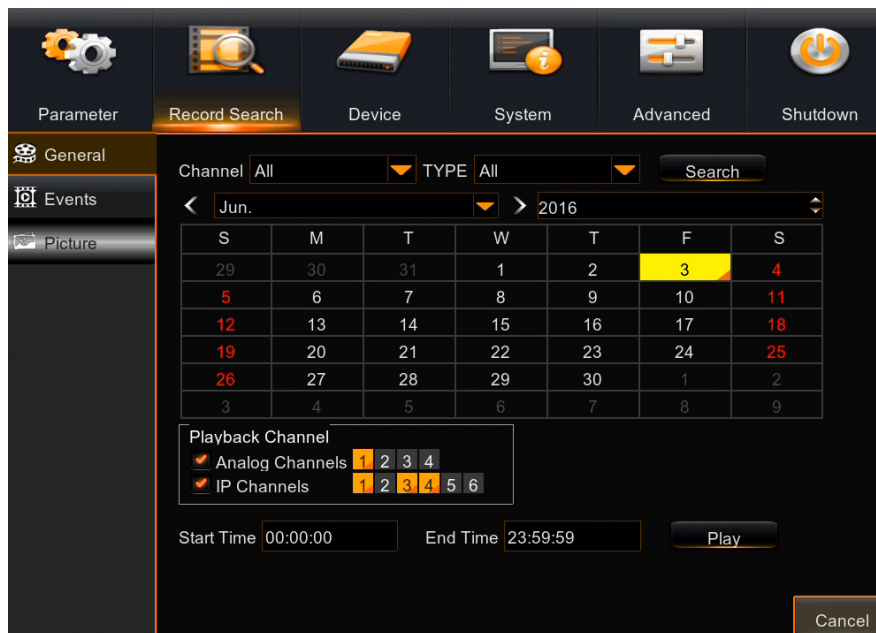 Parameter Record Search Device System Advanced Shutdown
General
Events
Picture
Channel All TYPE All Search
Jun. 2016
S M T W T F S
29 30 31 1 2 3 4
5 6 7 8 9 10 11
12 13 14 15 16 17 18
19 20 21 22 23 24 25
26 27 28 29 30 1 2
3 4 5 6 7 8 9
Playback Channel
Analog Channels 1 2 3 4
IP Channels 1 2 3 4 5 6
Start Time 00:00:00 End Time 23:59:59 Play
Cancel